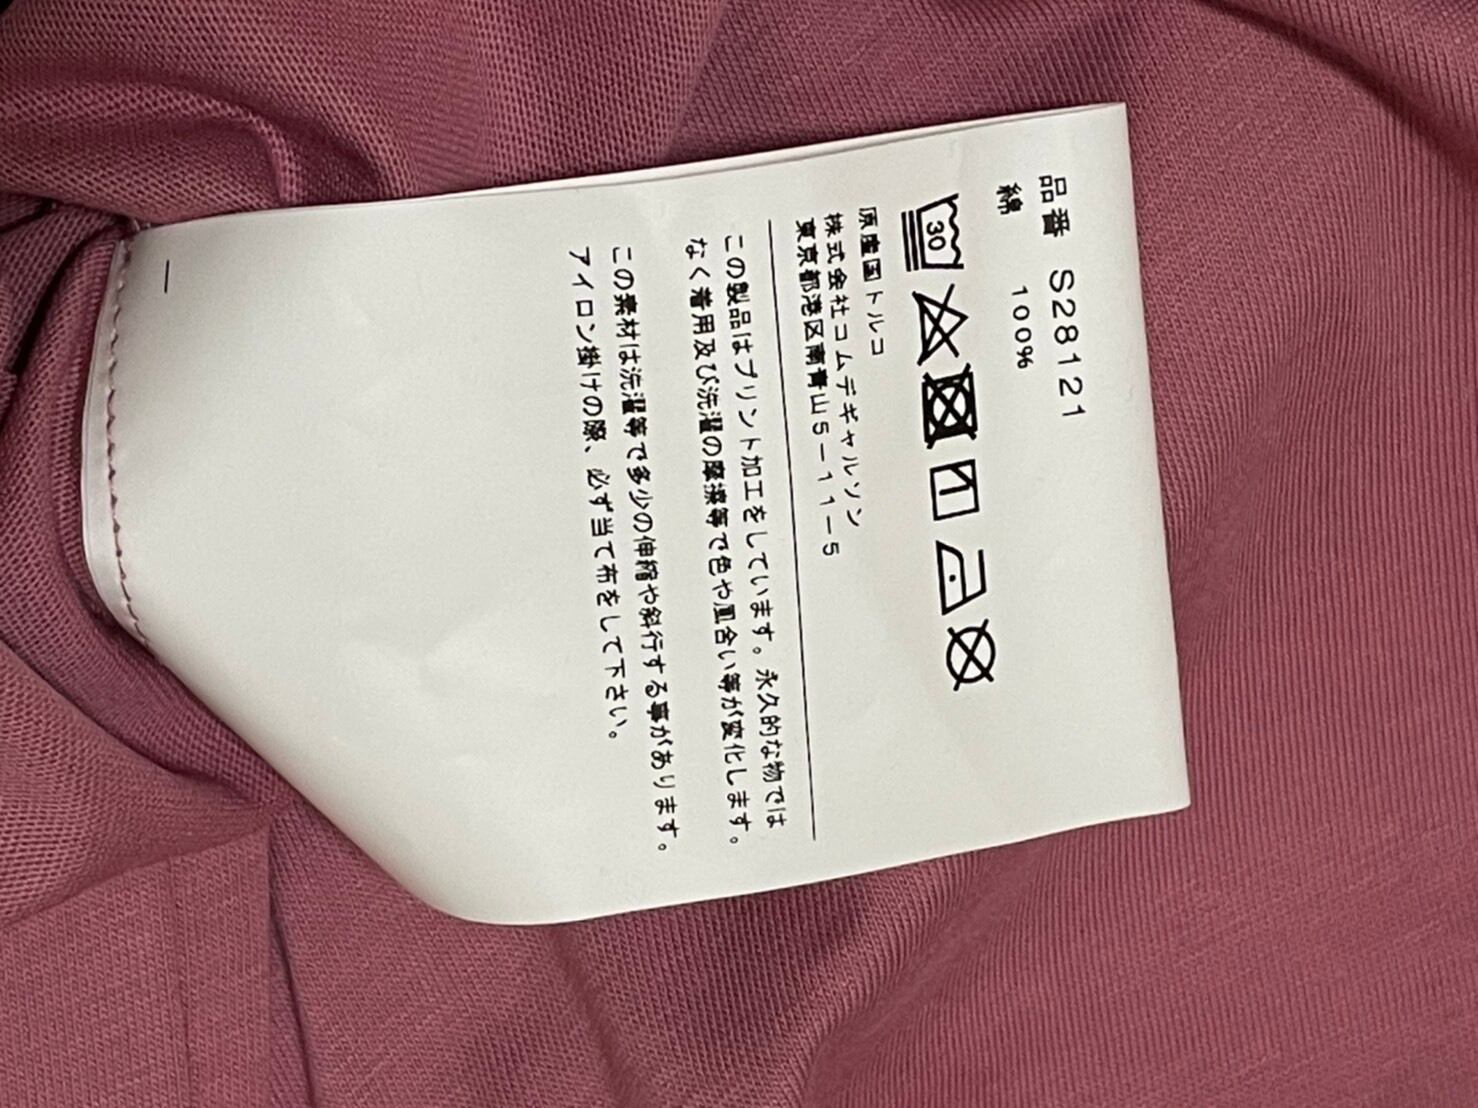 品番 S28121
綿 100%
30
原産国トルコ
株式会社コムデギャルソン
東京都港区南青山5-11-5
この製品はプリント加工をしています。永久的な物では
なく着用及び洗濯の摩擦等で色や風合い等が変化します。
この素材は洗濯等で多少の伸縮や斜行する事があります。
アイロン掛けの際、必ず当て布をして下さい。